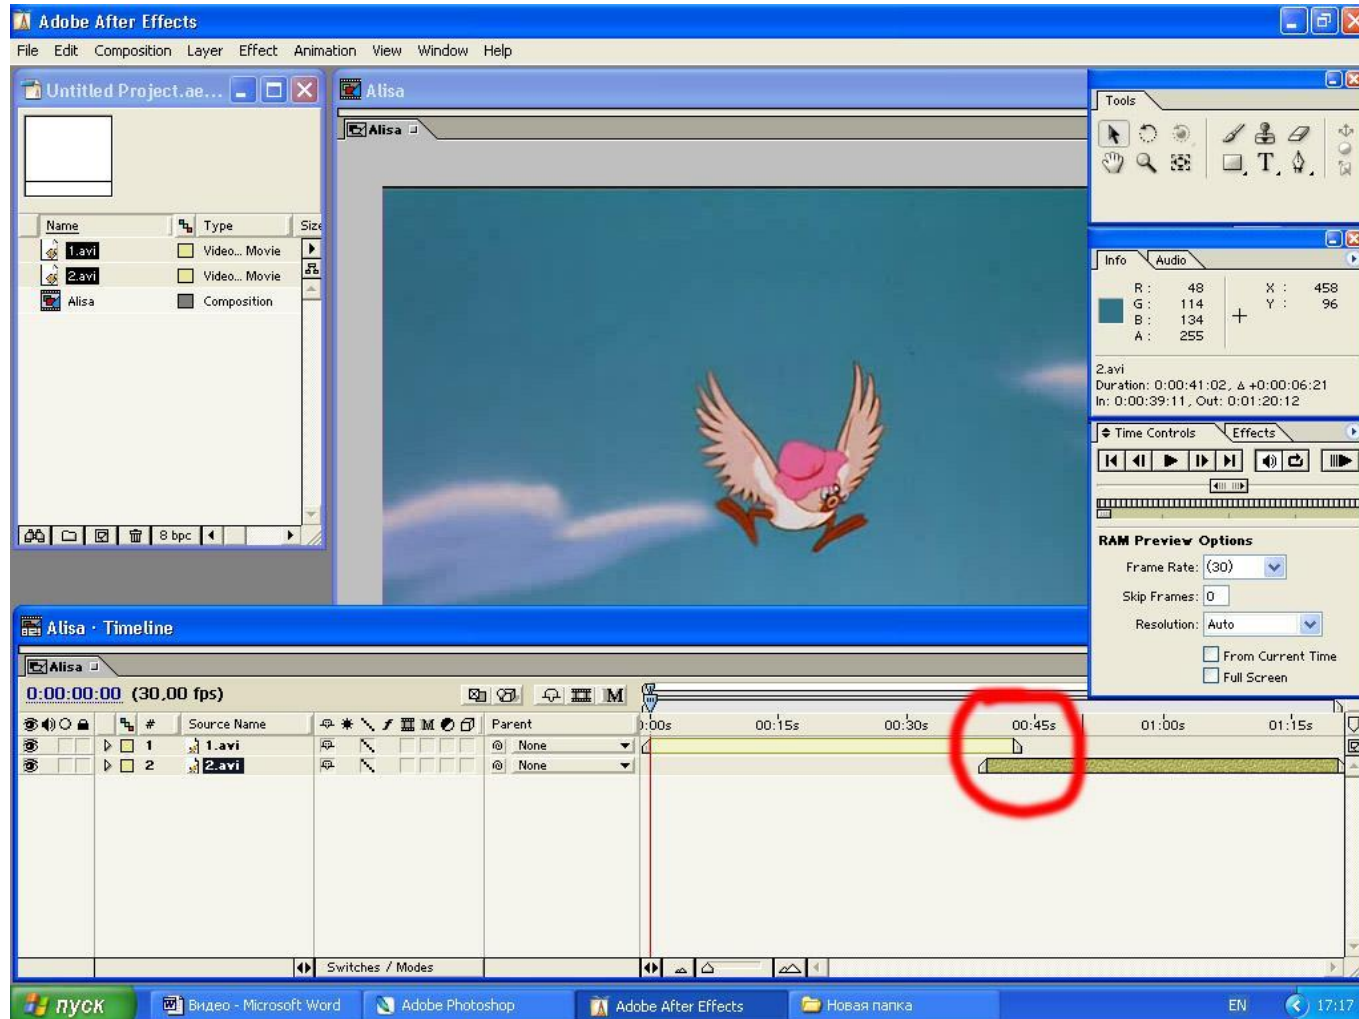 Adobe After Effects
File Edit Composition Layer Effect Animation View Window Help
Untitled Project.ae...
Alisa
Alisa
Name Type Size
1.avi Video... Movie
2.avi Video... Movie
Alisa Composition
8 bpc
Tools
T
Info Audio
R : 48 X : 458
G : 114 Y : 96
B : 134
A : 255
2.avi
Duration: 0:00:41:02, Δ +0:00:06:21
In: 0:00:39:11, Out: 0:01:20:12
Time Controls Effects
RAM Preview Options
Frame Rate: (30)
Skip Frames: 0
Resolution: Auto
From Current Time
Full Screen
Alisa · Timeline
Alisa
0:00:00:00 (30,00 fps) M
# Source Name M Parent ):00s 00:15s 00:30s 00:45s 01:00s 01:15s
1 1.avi None
2 2.avi None
Switches / Modes
пуск Видео - Microsoft Word Adobe Photoshop Adobe After Effects Новая папка EN 17:17